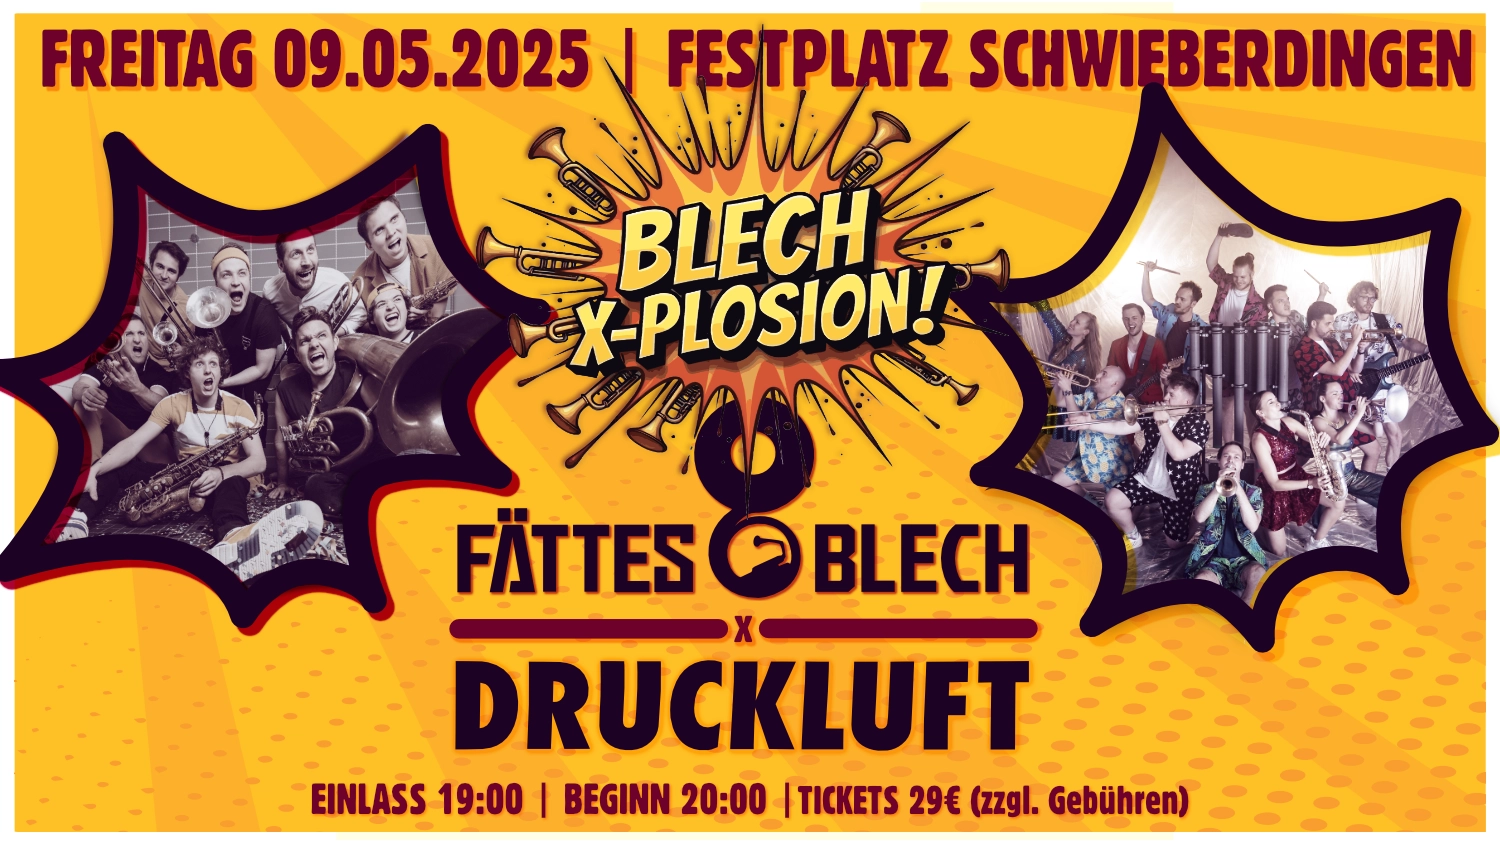 FREITAG 09.05.2025 | FESTPLATZ SCHWIEBERDINGEN
BLECH
X-PLOSION!
FÄTTES BLECH
X
DRUCKLUFT
EINLASS 19:00 | BEGINN 20:00 | TICKETS 29€ (zzgl. Gebühren)